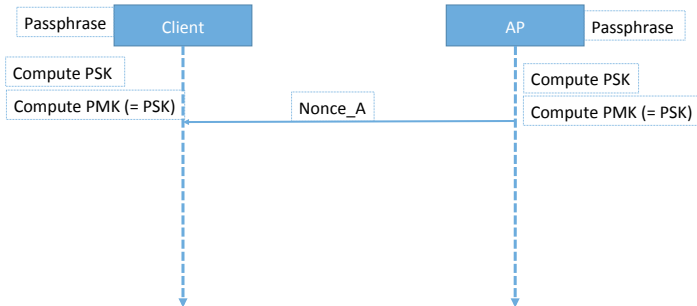 Passphrase
Client
AP
Passphrase
Compute PSK
Compute PSK
Compute PMK (= PSK)
Nonce_A
Compute PMK (= PSK)